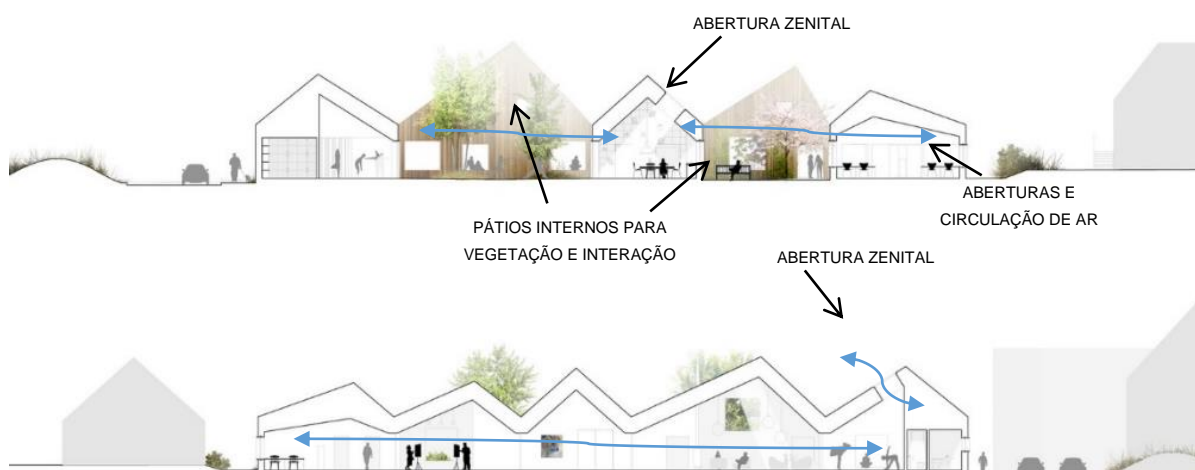 ABERTURA ZENITAL
ABERTURAS E
CIRCULAÇÃO DE AR
PÁTIOS INTERNOS PARA
VEGETAÇÃO E INTERAÇÃO
ABERTURA ZENITAL